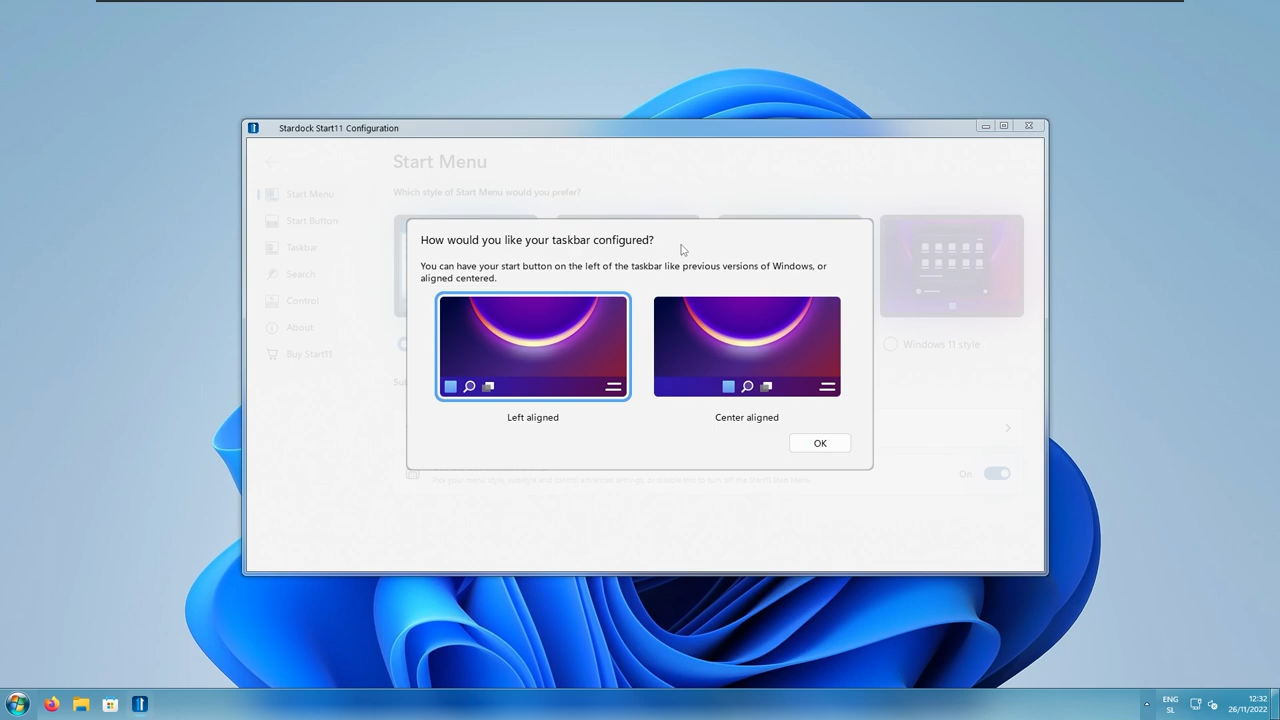 Stardock Start11 Configuration
Start Menu
Which style of Start Menu would you prefer?
Start Menu
Start Button
Taskbar
Search
Control
About
Buy Start11
How would you like your taskbar configured?
You can have your start button on the left of the taskbar like previous versions of Windows, or
aligned centered.
Left aligned
Center aligned
OK
Windows 11 style
On
ENG
SL
12:32
26/11/2022